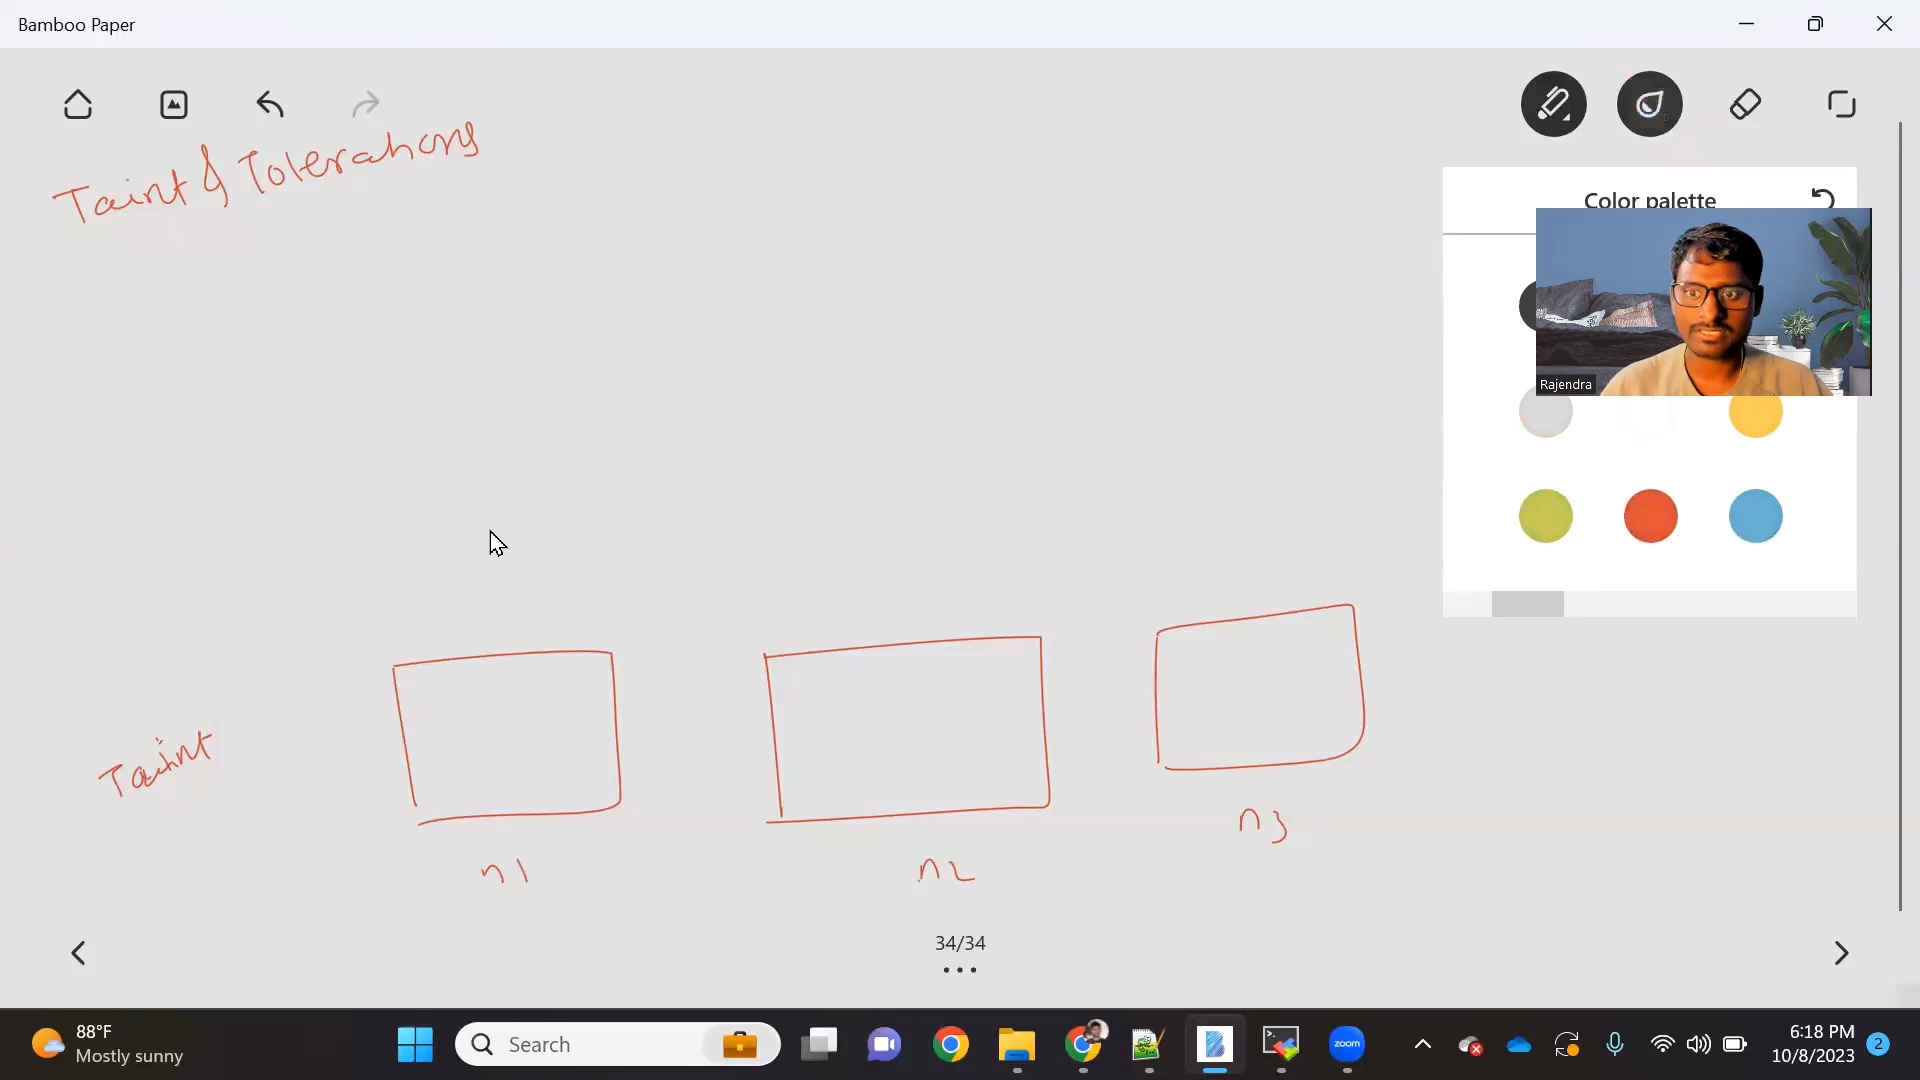 Bamboo Paper
Taint & Tolerations
Color palette
Rajendra
Taint
n1
n2
n3
34/34
88°F
Mostly sunny
Search
zoom
6:18 PM
10/8/2023
2